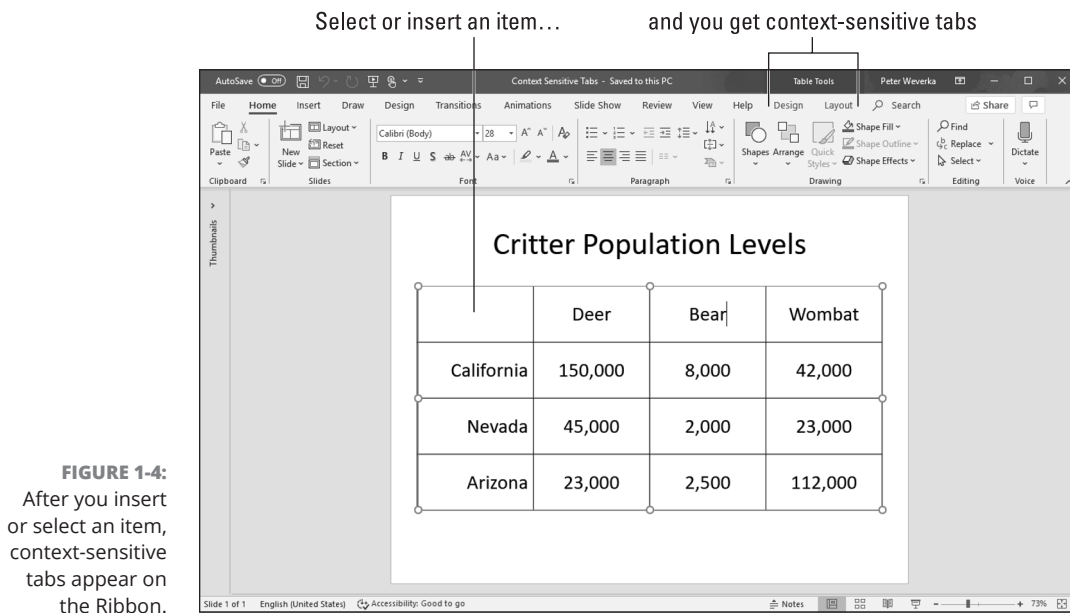 Select or insert an item… and you get context-sensitive tabs
AutoSave Off Context Sensitive Tabs - Saved to this PC Table Tools Peter Weverka
File Home Insert Draw Design Transitions Animations Slide Show Review View Help Design Layout Search Share
Paste New Slide Layout Reset Section Calibri (Body) 28 A^ A˅ A
B I U S ab AV Aa A
Shapes Arrange Quick Styles Shape Fill Shape Outline Shape Effects Find Replace Select Dictate
Clipboard Slides Font Paragraph Drawing Editing Voice
Thumbnails
Critter Population Levels
Deer Bear Wombat
California 150,000 8,000 42,000
Nevada 45,000 2,000 23,000
Arizona 23,000 2,500 112,000
FIGURE 1-4:
After you insert
or select an item,
context-sensitive
tabs appear on
the Ribbon.
Slide 1 of 1 English (United States) Accessibility: Good to go Notes - + 73%